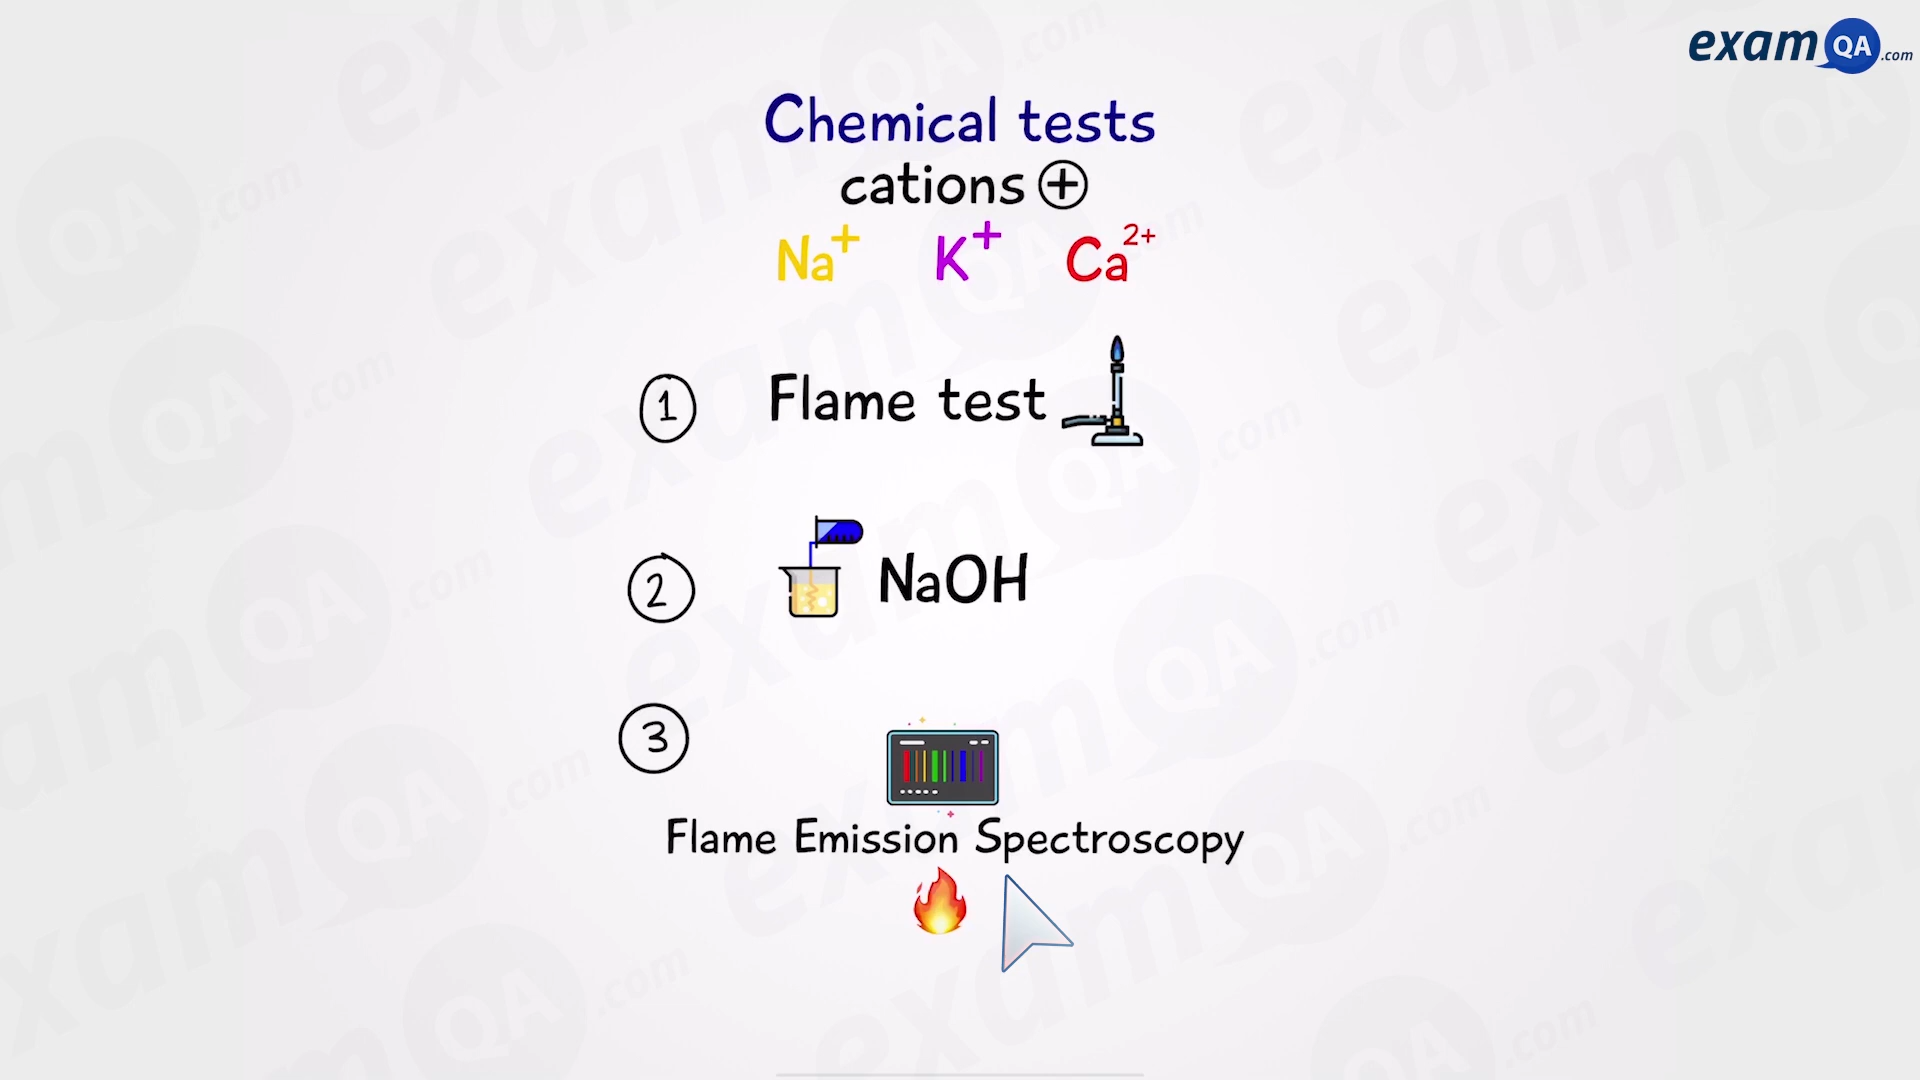 examQA.com
Chemical tests
cations +
Na+ K+ Ca2+
1 Flame test
2 NaOH
3
Flame Emission Spectroscopy